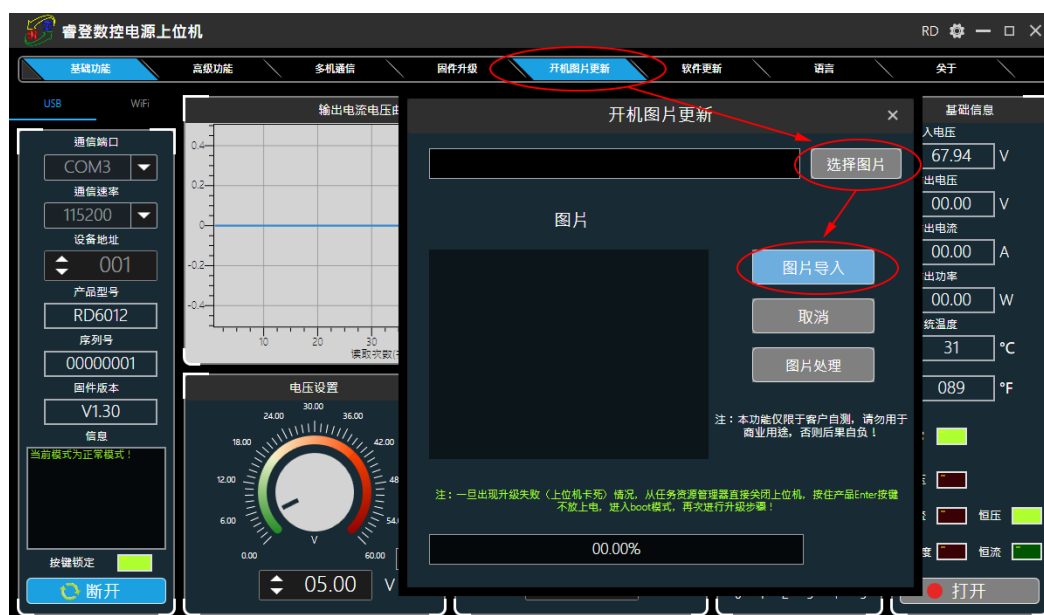 睿登数控电源上位机
RD
基础功能
高级功能
多机通信
固件升级
开机图片更新
软件更新
语言
关于
USB
WiFi
通信端口
COM3
通信速率
115200
设备地址
001
产品型号
RD6012
序列号
00000001
固件版本
V1.30
信息
当前模式为正常模式！
按键锁定
断开
输出电流电压曲
0.4
0.2
0
-0.2
-0.4
10
20
30
读取次数(
电压设置
0.00
6.00
12.00
18.00
24.00
30.00
36.00
42.00
48
54.
60.00
V
05.00
V
开机图片更新
×
选择图片
图片
图片导入
取消
图片处理
注：本功能仅限于客户自测，请勿用于
商业用途，否则后果自负！
注：一旦出现升级失败（上位机卡死）情况，从任务资源管理器直接关闭上位机，按住产品Enter按键
不放上电，进入boot模式，再次进行升级步骤！
00.00%
基础信息
入电压
67.94 V
出电压
00.00 V
出电流
00.00 A
出功率
00.00 W
统温度
31 °C
089 °F
恒压
恒流
打开